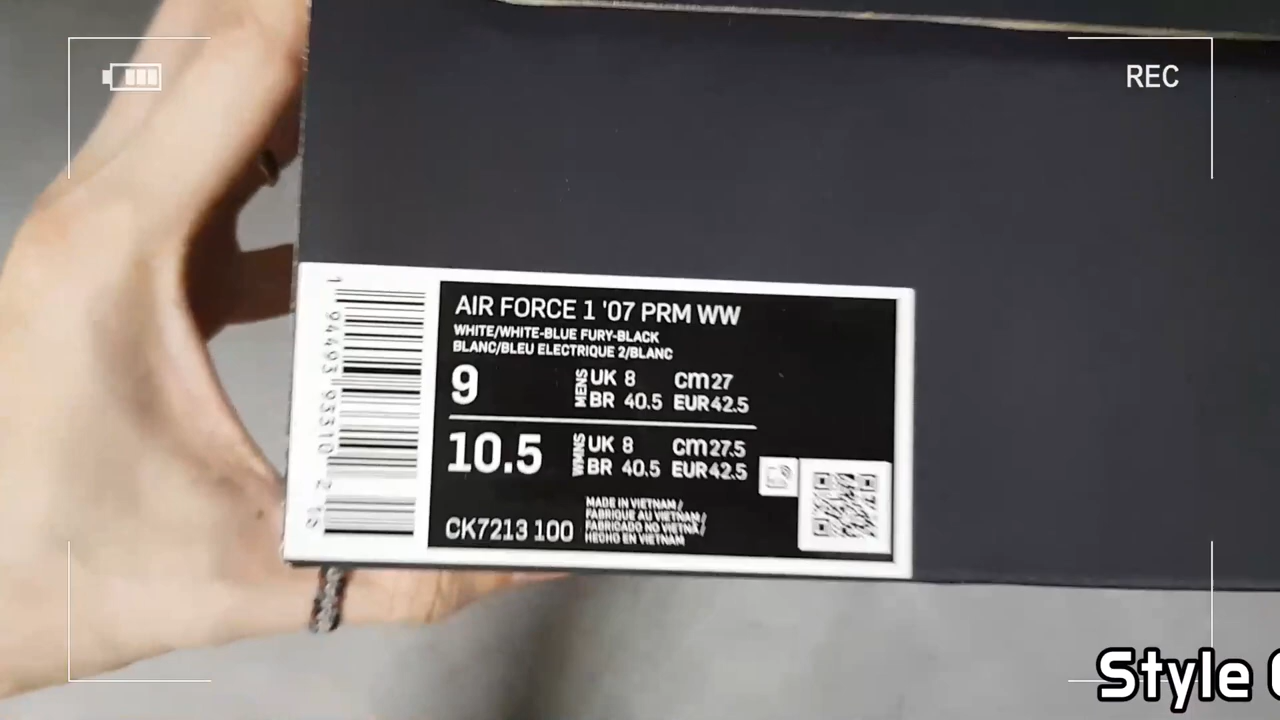 REC
AIR FORCE 1 '07 PRM WW
WHITE/WHITE-BLUE FURY-BLACK
BLANC/BLEU ELECTRIQUE 2/BLANC
9 MENS UK 8 cm 27
BR 40.5 EUR 42.5
10.5 WMNS UK 8 cm 27.5
BR 40.5 EUR 42.5
CK7213 100
MADE IN VIETNAM /
FABRIQUE AU VIETNAM /
FABRICADO NO VIETNÃ /
HECHO EN VIETNAM
Style